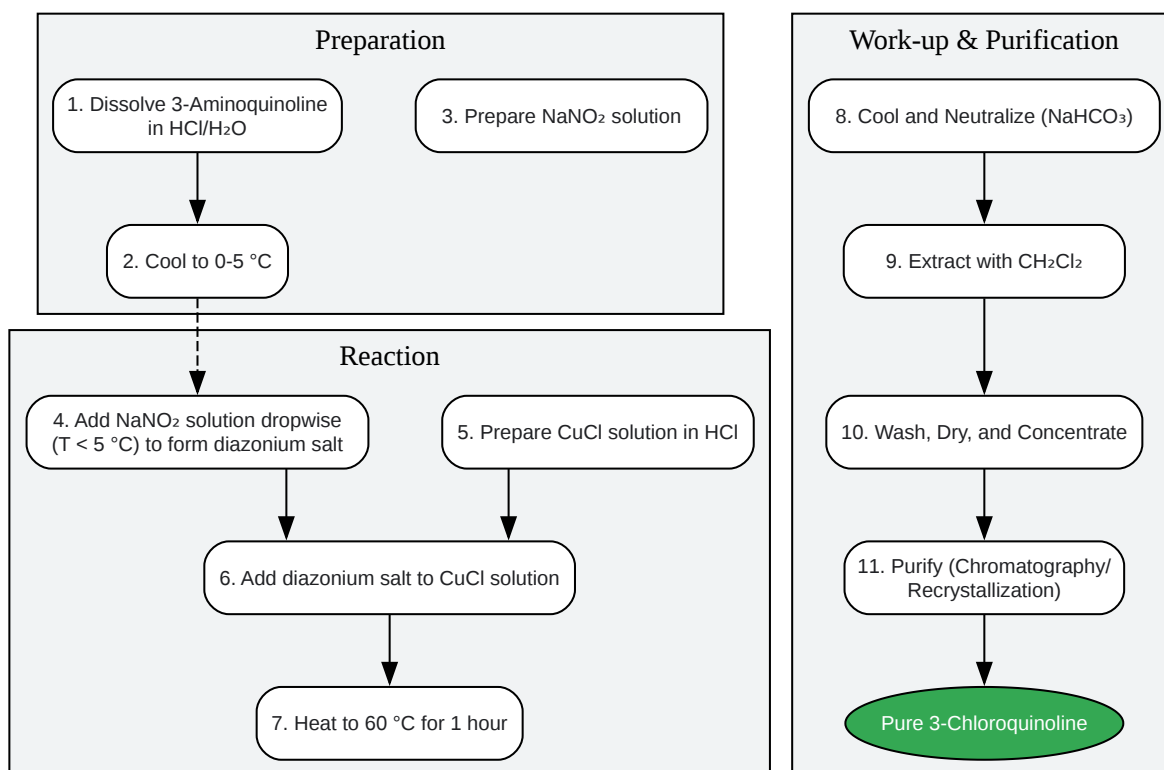 Preparation
1. Dissolve 3-Aminoquinoline
in HCl/H₂O
3. Prepare NaNO₂ solution
2. Cool to 0-5 °C
Reaction
4. Add NaNO₂ solution dropwise
(T < 5 °C) to form diazonium salt
5. Prepare CuCl solution in HCl
6. Add diazonium salt to CuCl solution
7. Heat to 60 °C for 1 hour
Work-up & Purification
8. Cool and Neutralize (NaHCO₃)
9. Extract with CH₂Cl₂
10. Wash, Dry, and Concentrate
11. Purify (Chromatography/
Recrystallization)
Pure 3-Chloroquinoline